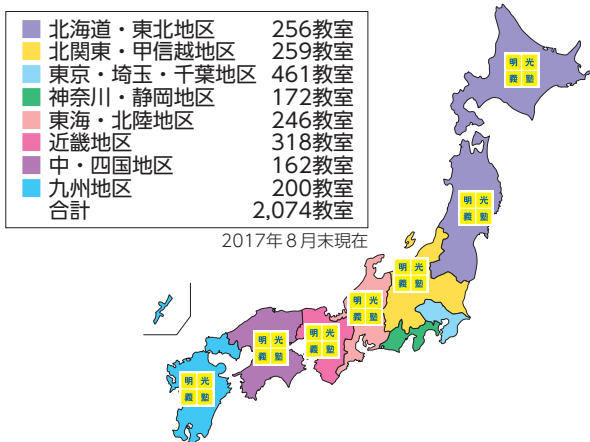 北海道・東北地区 256教室
北関東・甲信越地区 259教室
東京・埼玉・千葉地区 461教室
神奈川・静岡地区 172教室
東海・北陸地区 246教室
近畿地区 318教室
中・四国地区 162教室
九州地区 200教室
合計 2,074教室
2017年8月末現在
明光
義塾
明光
義塾
明光
義塾
明光
義塾
明光
義塾
明光
義塾
明光
義塾